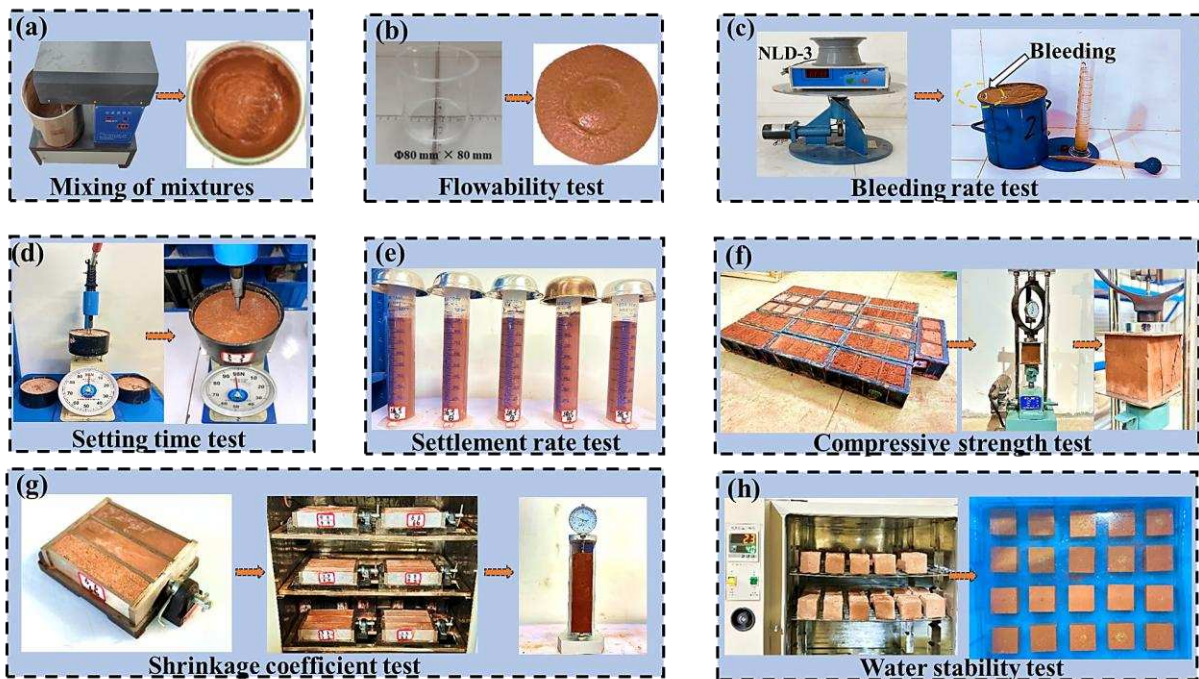 (a)
Mixing of mixtures
(b)
Φ80 mm × 80 mm
Flowability test
(c)
NLD-3
Bleeding
2
Bleeding rate test
(d)
Setting time test
(e)
Settlement rate test
(f)
Compressive strength test
(g)
Shrinkage coefficient test
(h)
Water stability test